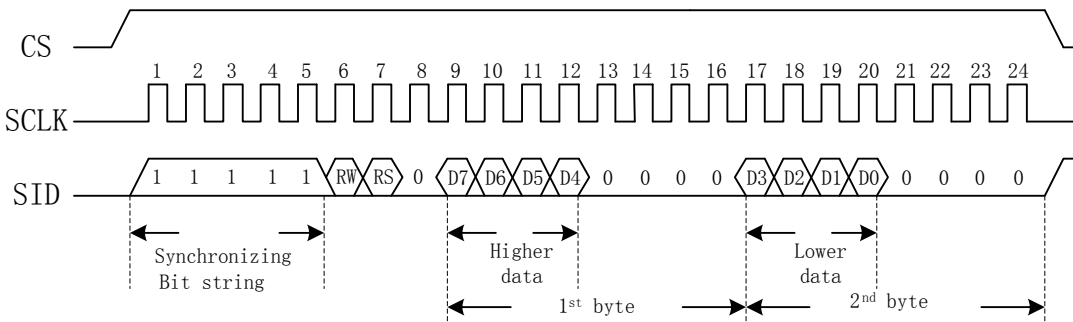 CS
1 2 3 4 5 6 7 8 9 10 11 12 13 14 15 16 17 18 19 20 21 22 23 24
SCLK
SID
1 1 1 1 1 RW RS 0 D7 D6 D5 D4 0 0 0 0 D3 D2 D1 D0 0 0 0 0
Synchronizing
Bit string
Higher
data
Lower
data
1st byte
2nd byte